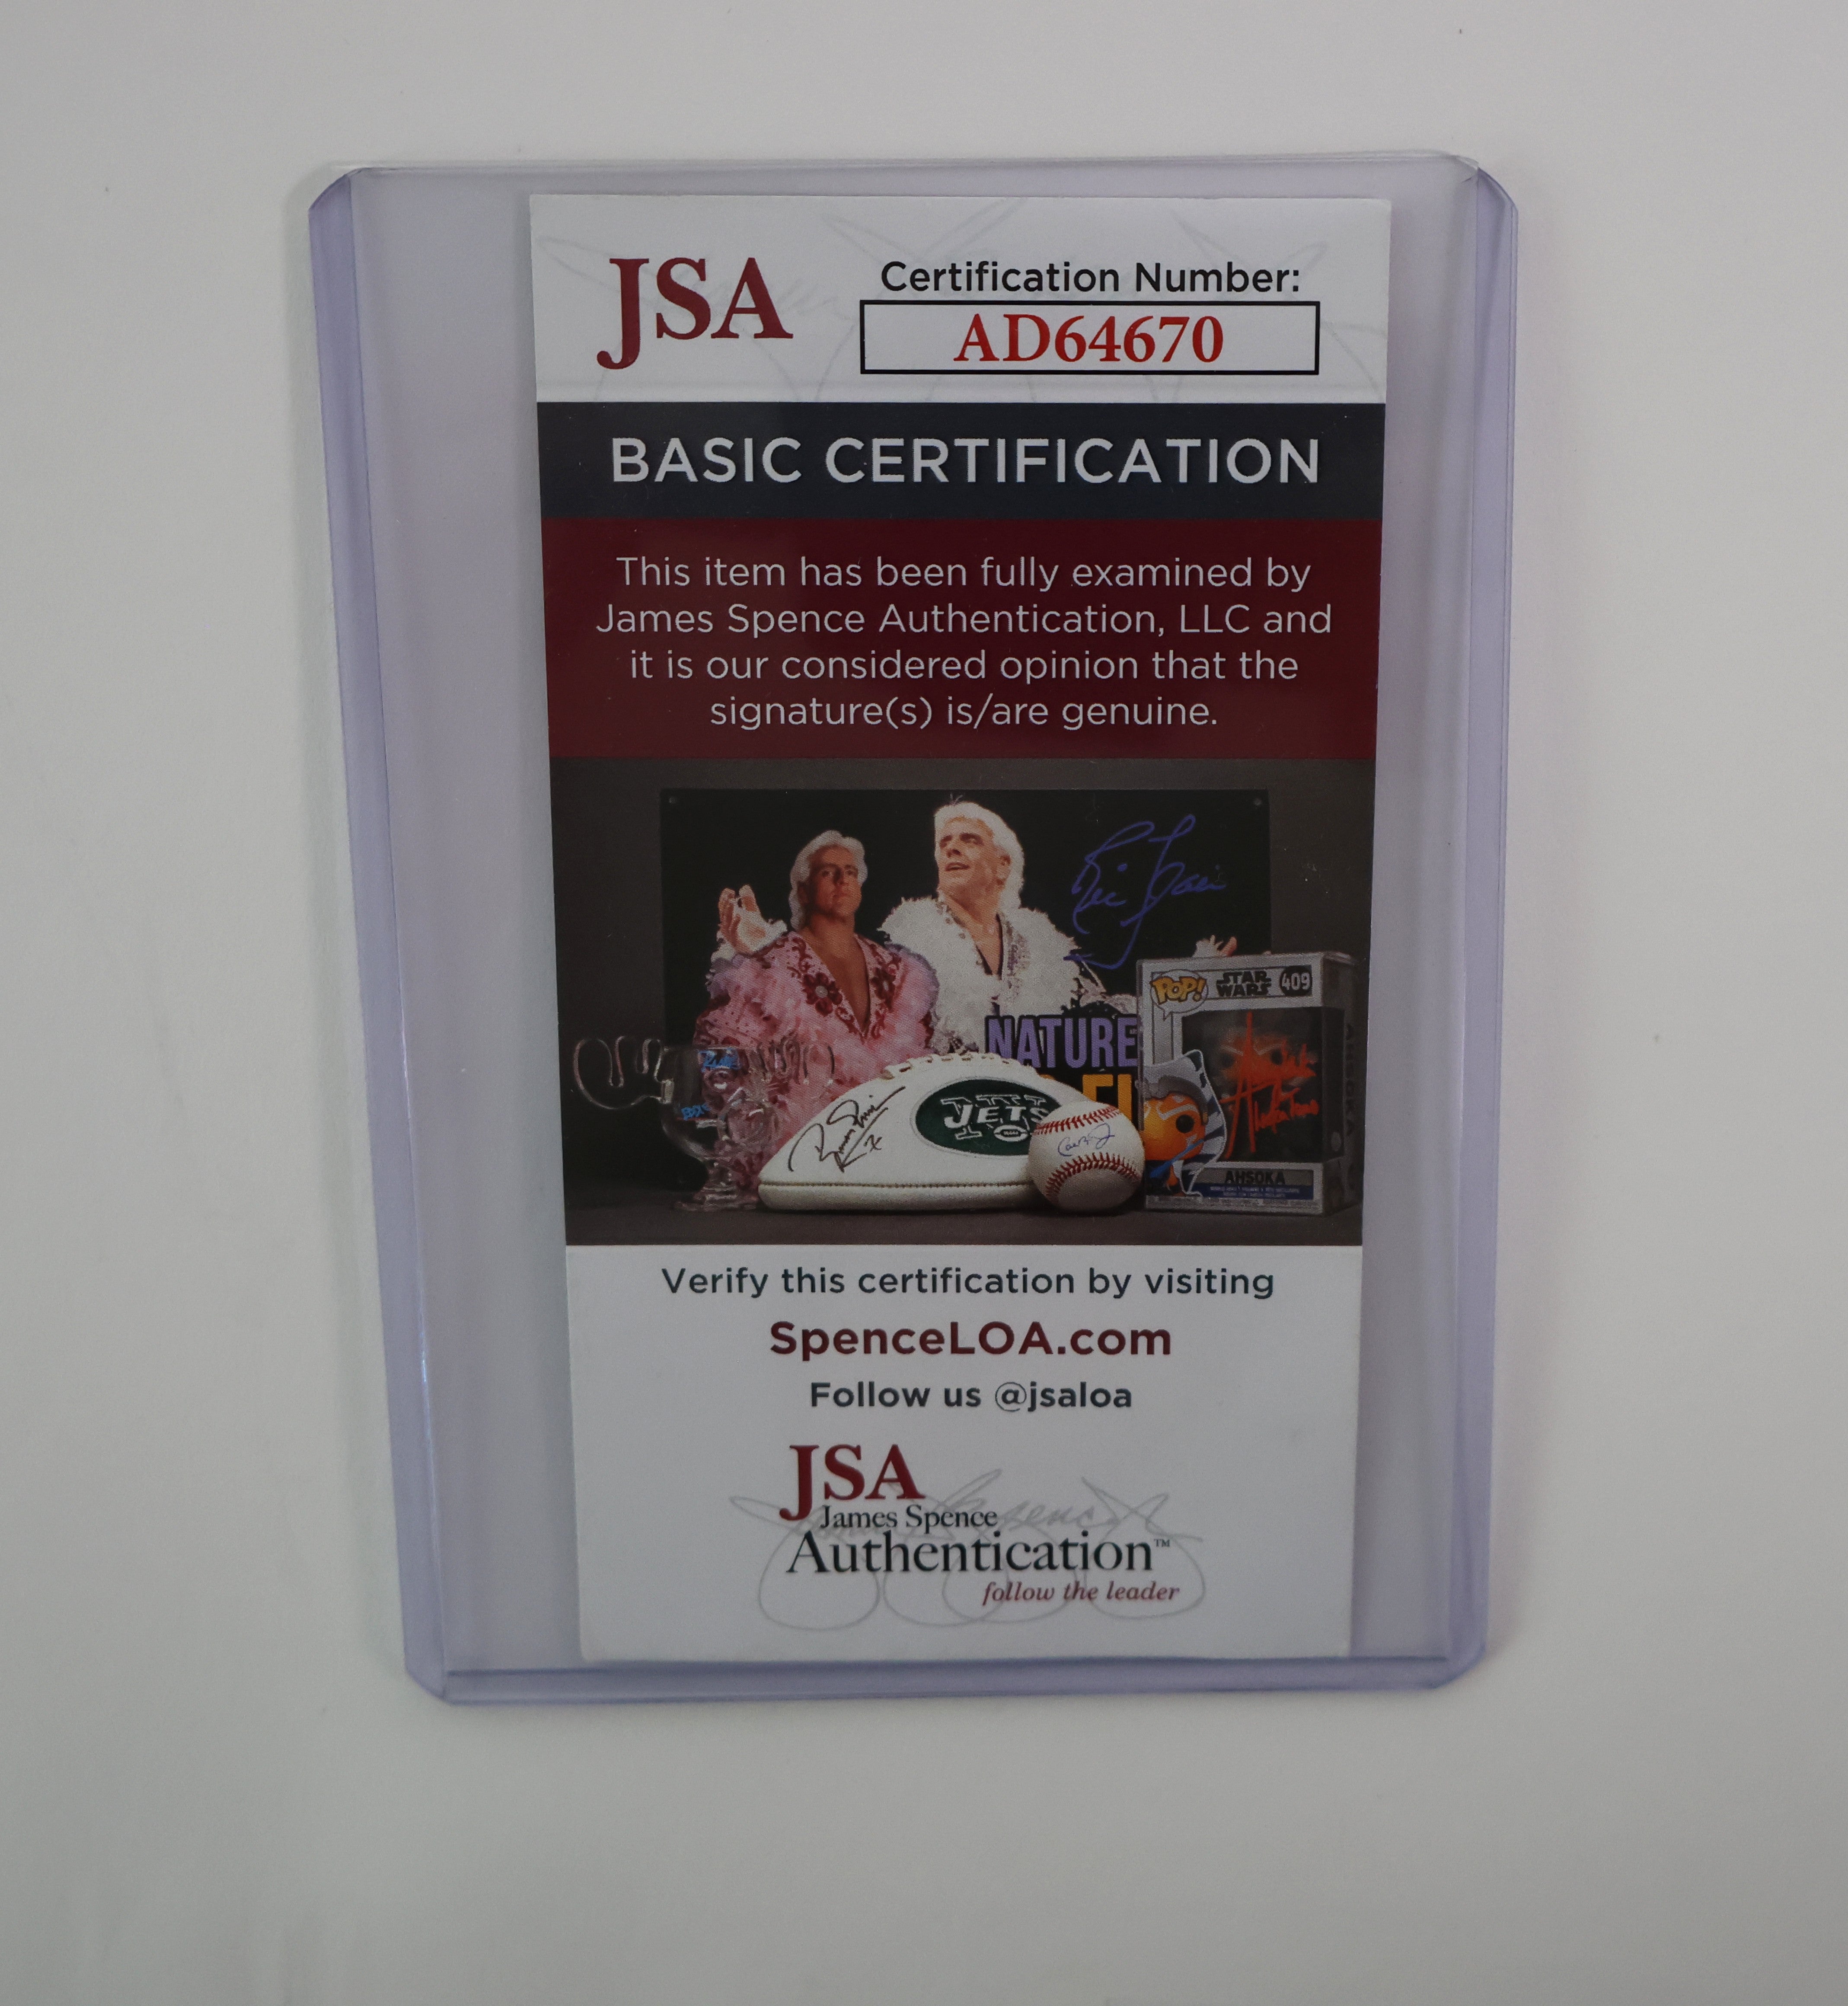 JSA
Certification Number:
AD64670
BASIC CERTIFICATION
This item has been fully examined by
James Spence Authentication, LLC and
it is our considered opinion that the
signature(s) is/are genuine.
NATURE
POP!
STAR
WARS
409
JETS
AHSOKA
Verify this certification by visiting
SpenceLOA.com
Follow us @jsaloa
JSA
James Spence
Authentication™
follow the leader